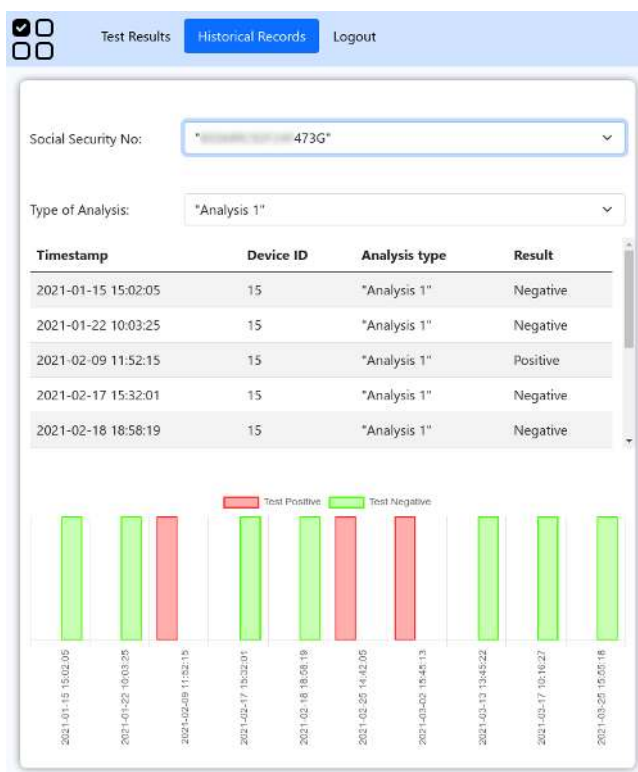 Test Results Historical Records Logout
Social Security No: " 473G"
Type of Analysis: "Analysis 1"
Timestamp Device ID Analysis type Result
2021-01-15 15:02:05 15 "Analysis 1" Negative
2021-01-22 10:03:25 15 "Analysis 1" Negative
2021-02-09 11:52:15 15 "Analysis 1" Positive
2021-02-17 15:32:01 15 "Analysis 1" Negative
2021-02-18 18:58:19 15 "Analysis 1" Negative
Test Positive Test Negative
2021-01-15 15:02:05
2021-01-22 10:03:25
2021-02-09 11:52:15
2021-02-17 15:32:01
2021-02-18 18:58:19
2021-02-25 14:42:05
2021-03-02 15:45:13
2021-03-13 13:45:22
2021-03-17 10:16:27
2021-03-25 15:55:18